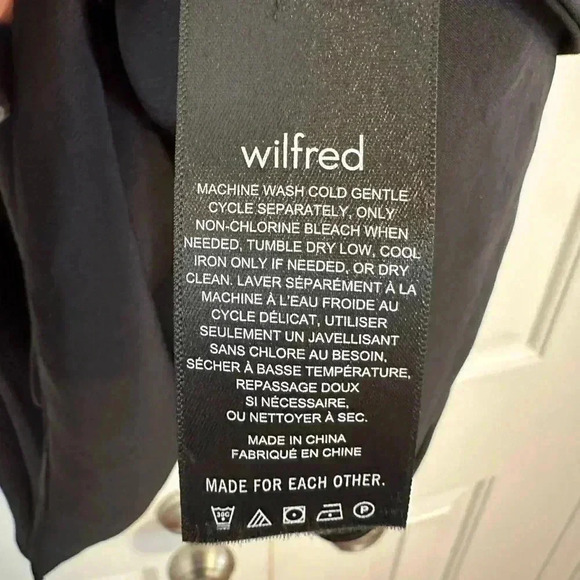 wilfred
MACHINE WASH COLD GENTLE
CYCLE SEPARATELY, ONLY
NON-CHLORINE BLEACH WHEN
NEEDED, TUMBLE DRY LOW, COOL
IRON ONLY IF NEEDED, OR DRY
CLEAN. LAVER SÉPARÉMENT À LA
MACHINE À L'EAU FROIDE AU
CYCLE DÉLICAT, UTILISER
SEULEMENT UN JAVELLISANT
SANS CHLORE AU BESOIN,
SÉCHER À BASSE TEMPÉRATURE,
REPASSAGE DOUX
SI NÉCESSAIRE,
OU NETTOYER À SEC.
MADE IN CHINA
FABRIQUÉ EN CHINE
MADE FOR EACH OTHER.
30C P